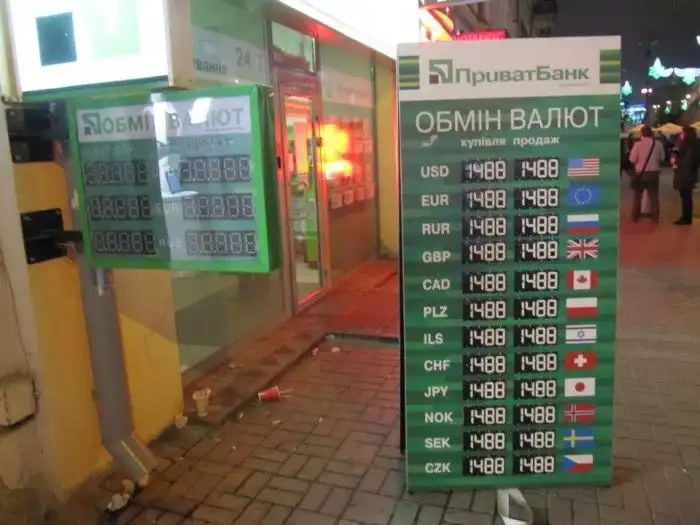 24/7
ОБМІН ВАЛЮТ
ПриватБанк
ОБМІН ВАЛЮТ
купівля продаж
USD 1488 1488
EUR 1488 1488
RUR 1488 1488
GBP 1488 1488
CAD 1488 1488
PLZ 1488 1488
ILS 1488 1488
CHF 1488 1488
JPY 1488 1488
NOK 1488 1488
SEK 1488 1488
CZK 1488 1488